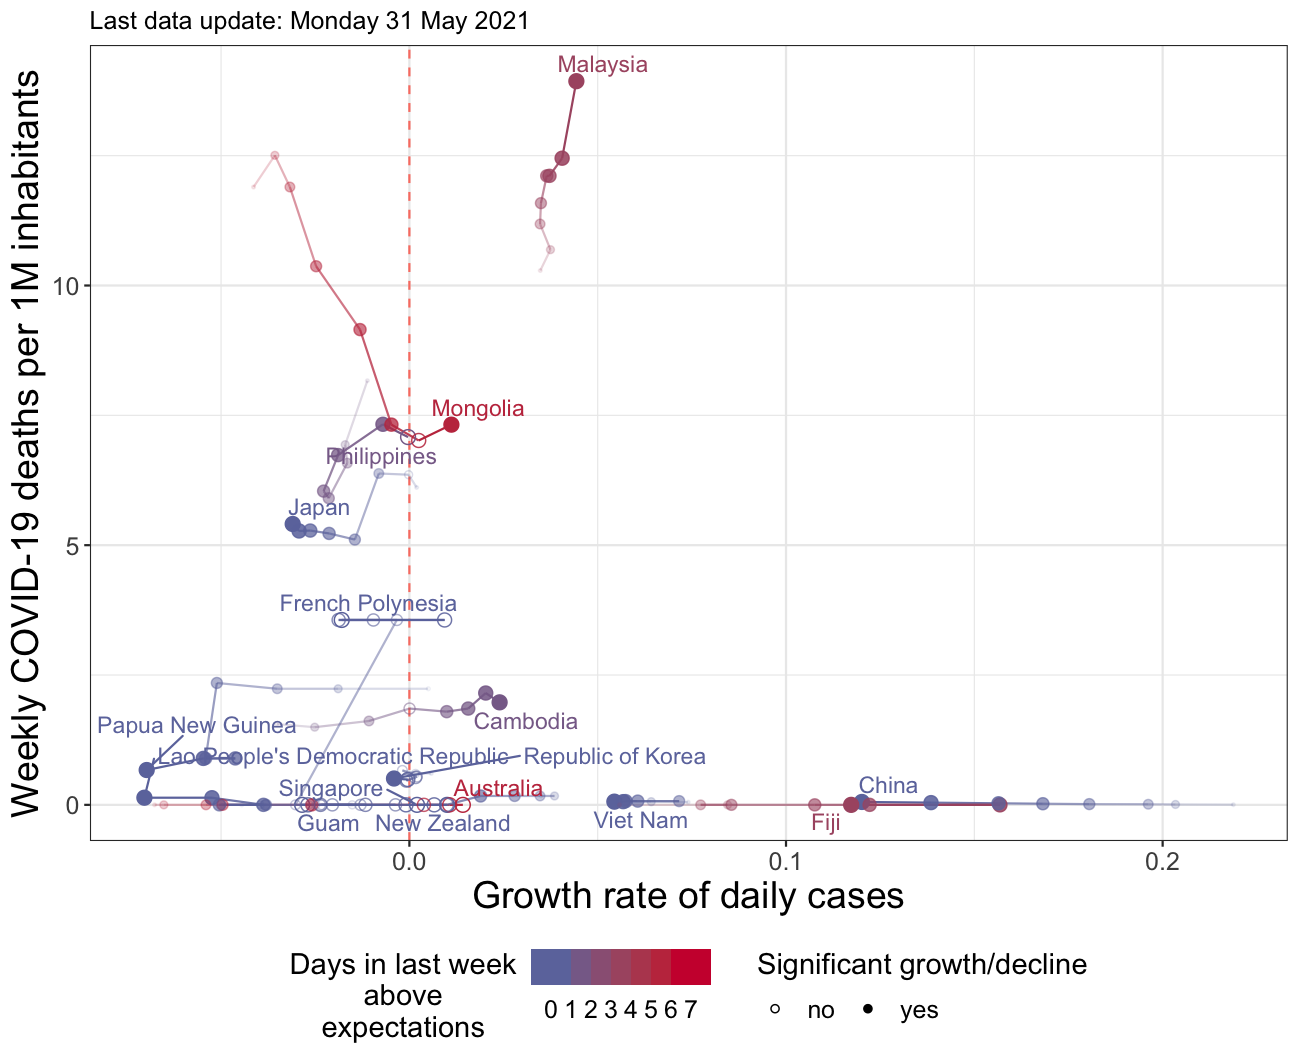 Last data update: Monday 31 May 2021
Weekly COVID-19 deaths per 1M inhabitants
10
5
0
Malaysia
Mongolia
Philippines
Japan
French Polynesia
Papua New Guinea
Cambodia
Lao People's Democratic Republic
Republic of Korea
Singapore
Australia
China
Guam
New Zealand
Viet Nam
Fiji
0.0
0.1
0.2
Growth rate of daily cases
Days in last week
above
expectations
0 1 2 3 4 5 6 7
Significant growth/decline
no
yes